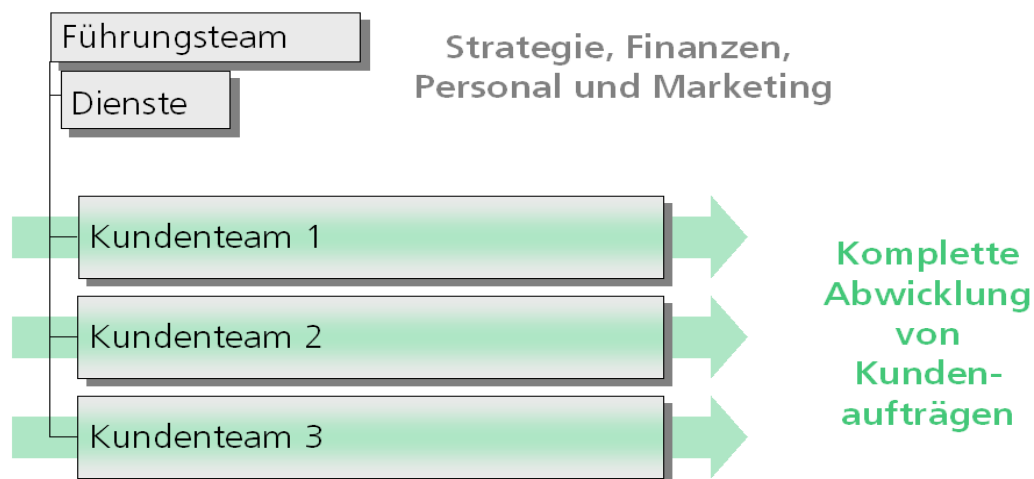 Führungsteam
Strategie, Finanzen,
Personal und Marketing
Dienste
Kundenteam 1
Kundenteam 2
Kundenteam 3
Komplette
Abwicklung
von
Kunden-
aufträgen